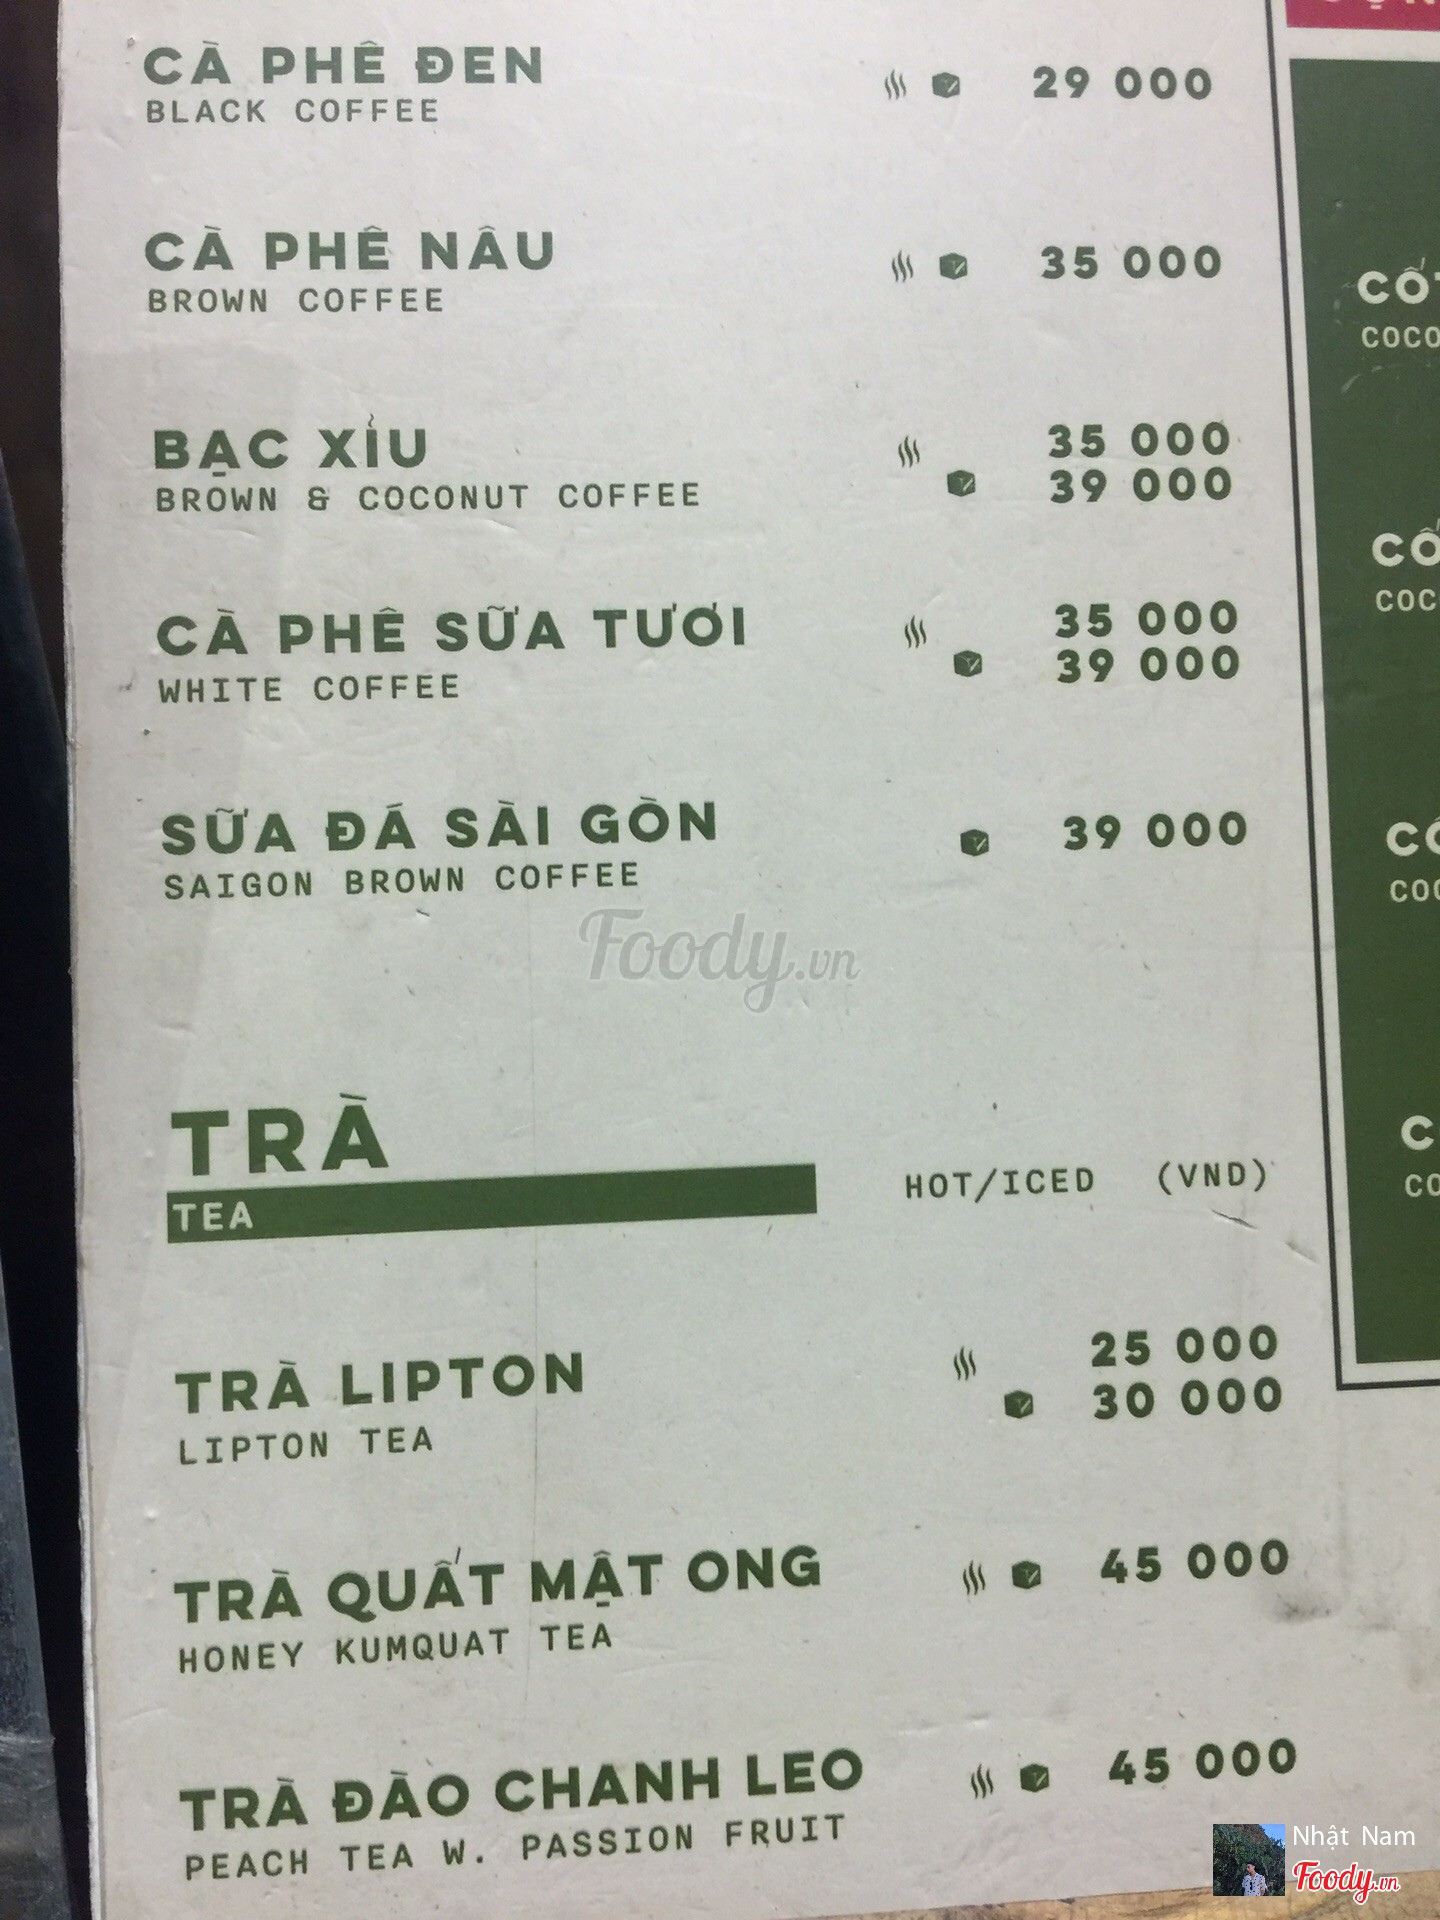 CÀ PHÊ ĐEN 29 000
BLACK COFFEE
CÀ PHÊ NÂU 35 000
BROWN COFFEE
BẠC XỈU 35 000
39 000
BROWN & COCONUT COFFEE
CÀ PHÊ SỮA TƯƠI 35 000
39 000
WHITE COFFEE
SỮA ĐÁ SÀI GÒN 39 000
SAIGON BROWN COFFEE
Foody.vn
TRÀ
TEA HOT/ICED (VND)
TRÀ LIPTON 25 000
30 000
LIPTON TEA
TRÀ QUẤT MẬT ONG 45 000
HONEY KUMQUAT TEA
TRÀ ĐÀO CHANH LEO 45 000
PEACH TEA W. PASSION FRUIT
Nhật Nam
Foody.vn